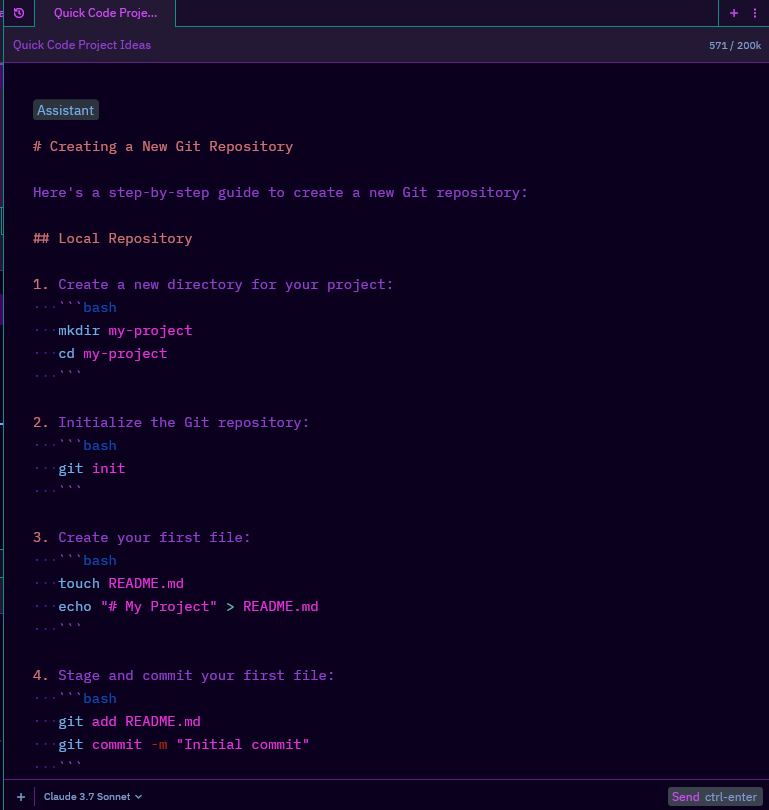 Quick Code Proje...
Quick Code Project Ideas
571 / 200k
Assistant
# Creating a New Git Repository
Here's a step-by-step guide to create a new Git repository:
## Local Repository
1. Create a new directory for your project:
···```bash
···mkdir my-project
···cd my-project
···```
2. Initialize the Git repository:
···```bash
···git init
···```
3. Create your first file:
···```bash
···touch README.md
···echo "# My Project" > README.md
···```
4. Stage and commit your first file:
···```bash
···git add README.md
···git commit -m "Initial commit"
···```
Claude 3.7 Sonnet
Send ctrl-enter